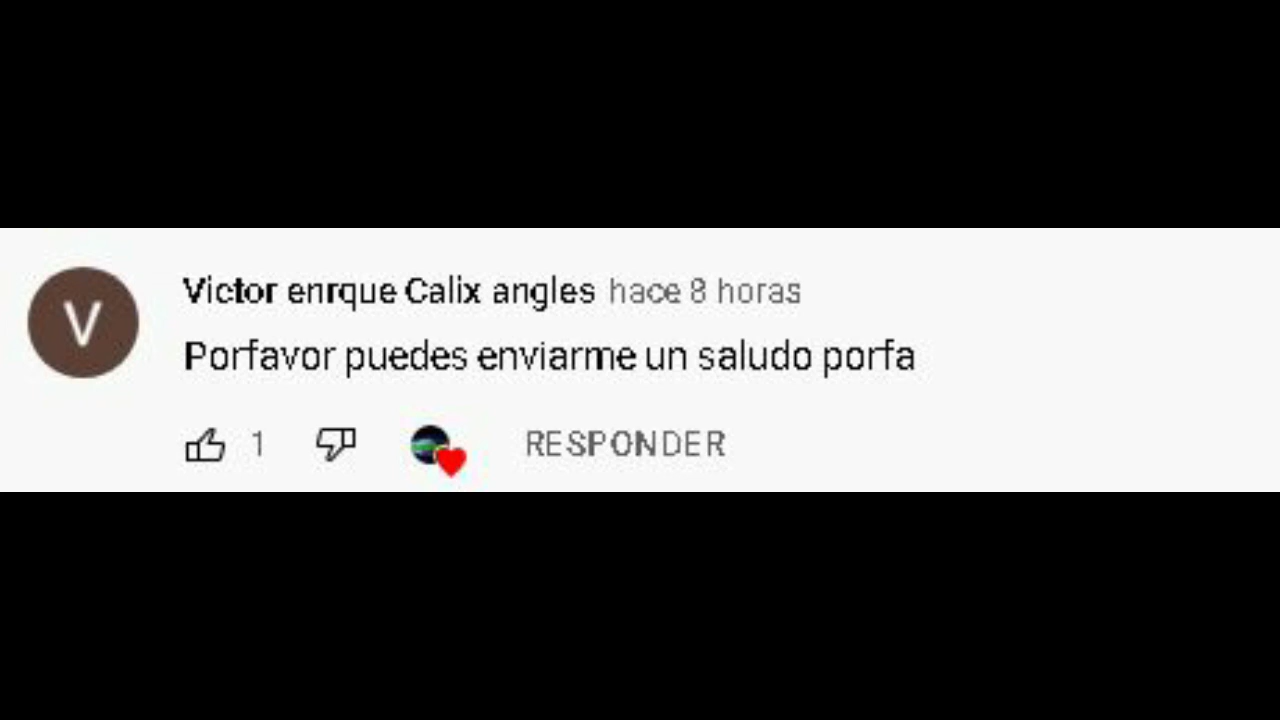 V
Victor enrque Calix angles hace 8 horas
Porfavor puedes enviarme un saludo porfa
1 RESPONDER